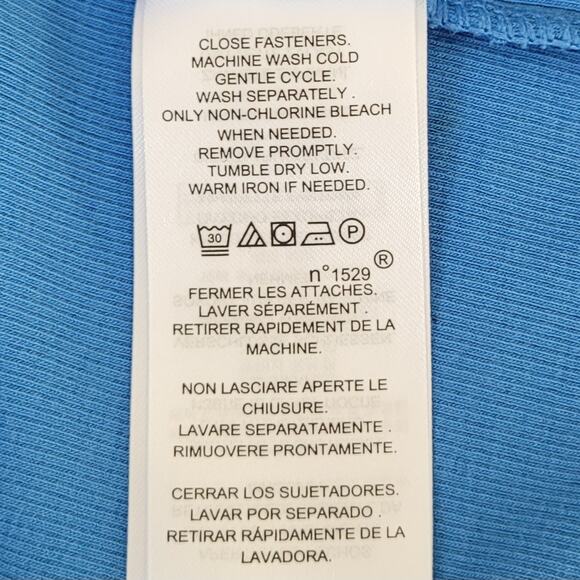 CLOSE FASTENERS.
MACHINE WASH COLD
GENTLE CYCLE.
WASH SEPARATELY .
ONLY NON-CHLORINE BLEACH
WHEN NEEDED.
REMOVE PROMPTLY.
TUMBLE DRY LOW.
WARM IRON IF NEEDED.
30 P
n°1529 ®
FERMER LES ATTACHES.
LAVER SÉPARÉMENT .
RETIRER RAPIDEMENT DE LA
MACHINE.
NON LASCIARE APERTE LE
CHIUSURE.
LAVARE SEPARATAMENTE .
RIMUOVERE PRONTAMENTE.
CERRAR LOS SUJETADORES.
LAVAR POR SEPARADO .
RETIRAR RÁPIDAMENTE DE LA
LAVADORA.